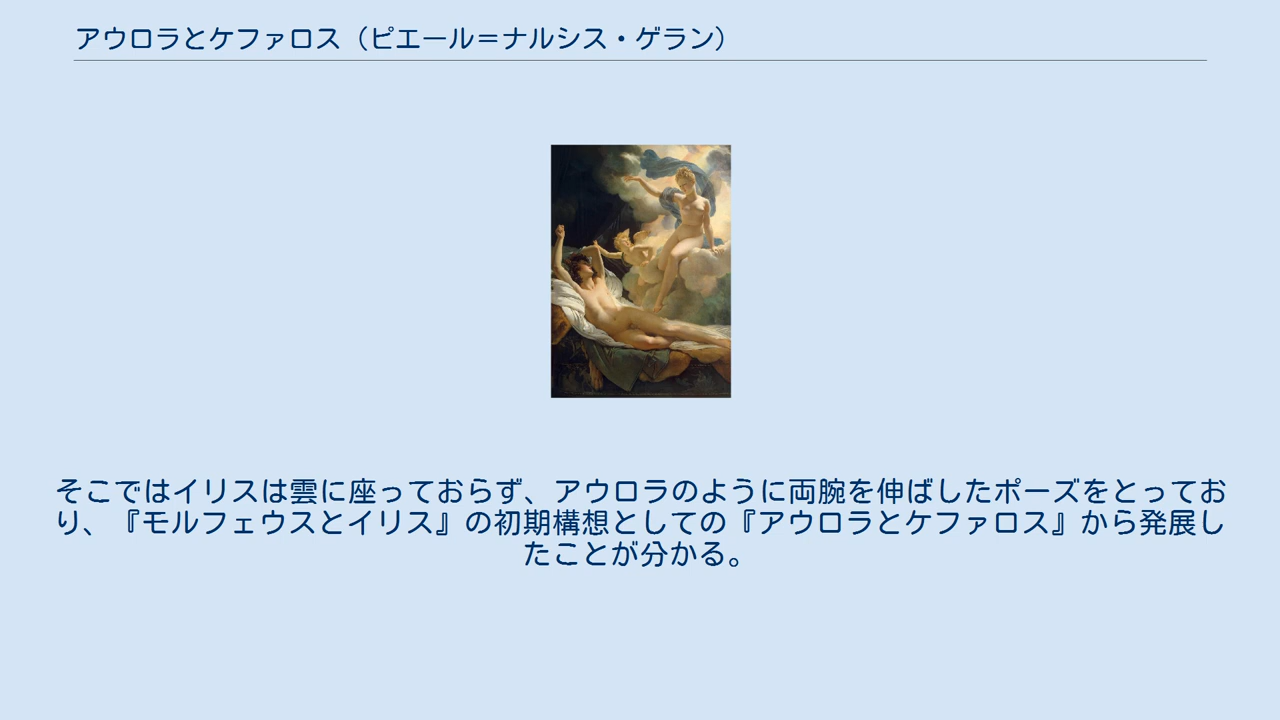 アウロラとケファロス（ピエール＝ナルシス・ゲラン）
そこではイリスは雲に座っておらず、アウロラのように両腕を伸ばしたポーズをとってお
り、『モルフェウスとイリス』の初期構想としての『アウロラとケファロス』から発展し
たことが分かる。